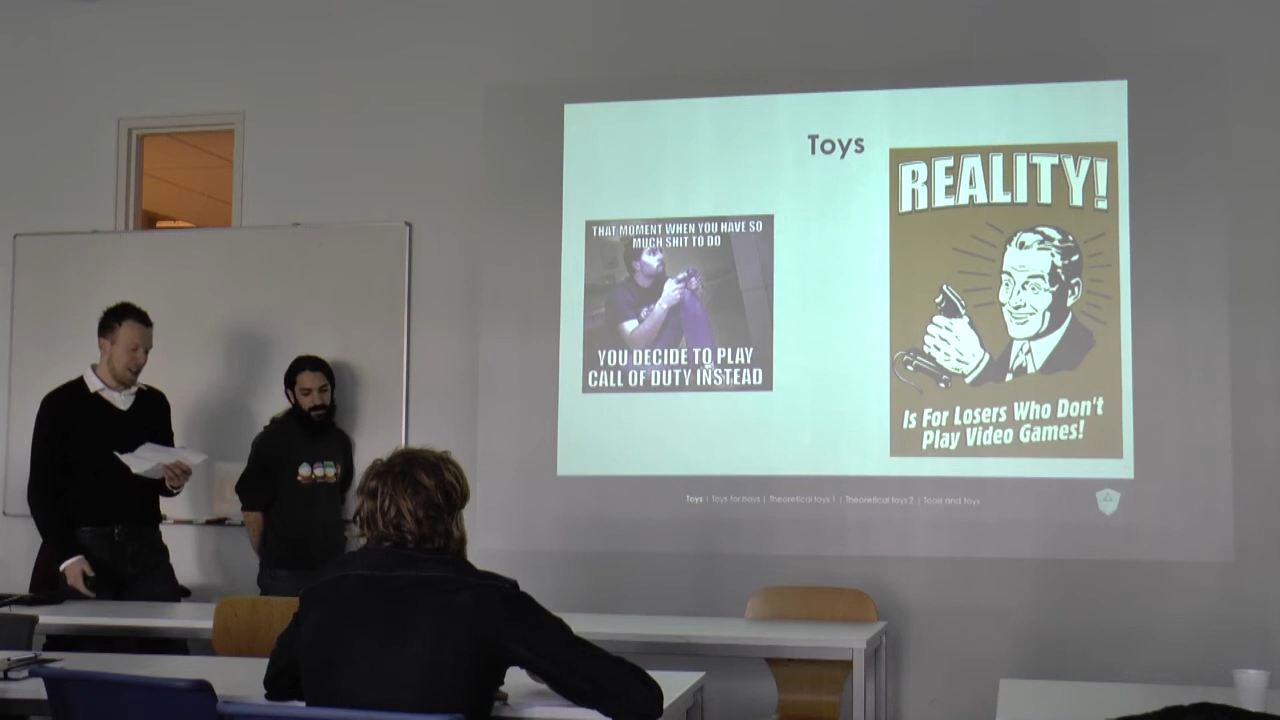 Toys
THAT MOMENT WHEN YOU HAVE SO
MUCH SHIT TO DO
YOU DECIDE TO PLAY
CALL OF DUTY INSTEAD
REALITY!
Is For Losers Who Don't
Play Video Games!
Toys | Toys for boys | Theoretical toys 1 | Theoretical toys 2 | Tools and toys